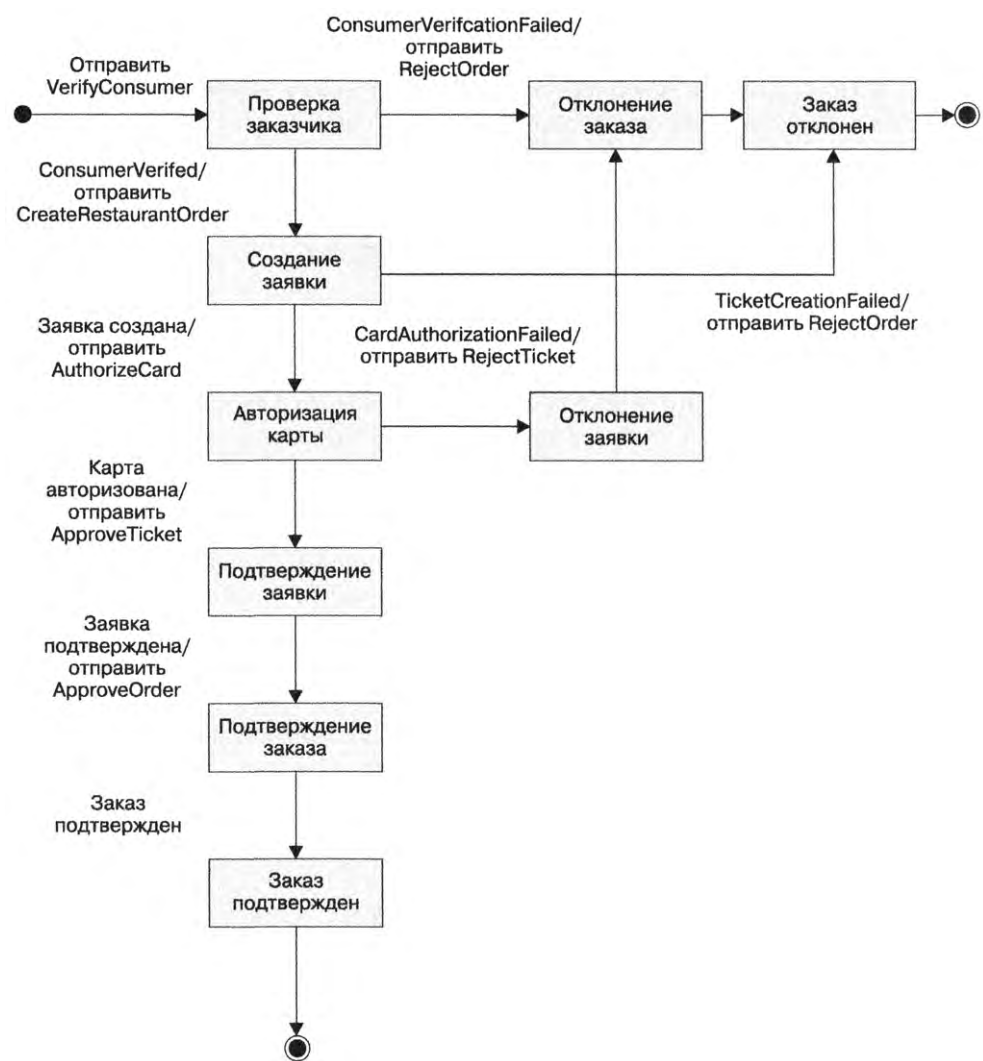 ConsumerVerifcationFailed/
отправить
RejectOrder
Отправить
VerifyConsumer
Проверка
заказчика
Отклонение
заказа
Заказ
отклонен
ConsumerVerifed/
отправить
CreateRestaurantOrder
Создание
заявки
TicketCreationFailed/
отправить RejectOrder
Заявка создана/
отправить
AuthorizeCard
CardAuthorizationFailed/
отправить RejectTicket
Авторизация
карты
Отклонение
заявки
Карта
авторизована/
отправить
ApproveTicket
Подтверждение
заявки
Заявка
подтверждена/
отправить
ApproveOrder
Подтверждение
заказа
Заказ
подтвержден
Заказ
подтвержден